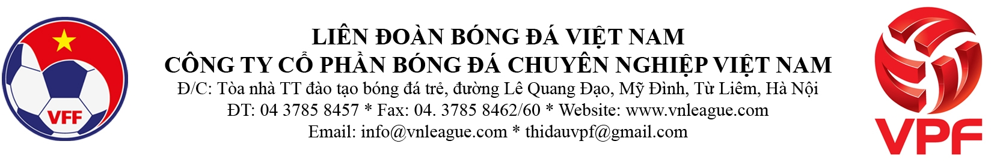 LIÊN ĐOÀN BÓNG ĐÁ VIỆT NAM
CÔNG TY CỔ PHẦN BÓNG ĐÁ CHUYÊN NGHIỆP VIỆT NAM
Đ/C: Tòa nhà TT đào tạo bóng đá trẻ, đường Lê Quang Đạo, Mỹ Đình, Từ Liêm, Hà Nội
ĐT: 04 3785 8457 * Fax: 04. 3785 8462/60 * Website: www.vnleague.com
Email: info@vnleague.com * thidauvpf@gmail.com
VFF
VPF